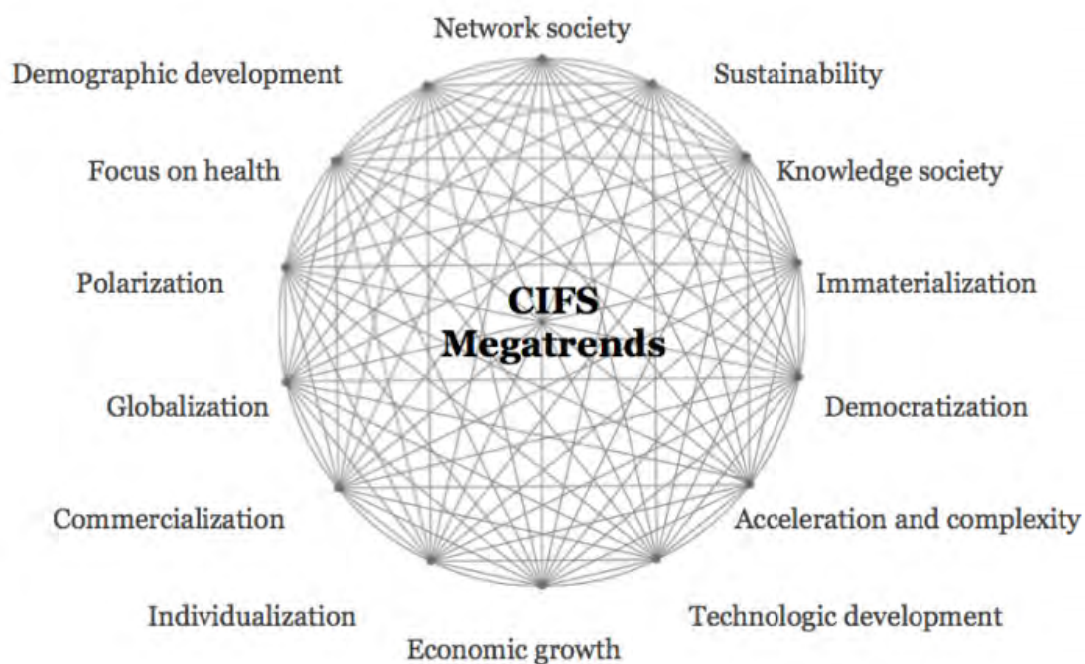 Network society
Demographic development
Sustainability
Focus on health
Knowledge society
Polarization
Immaterialization
CIFS
Megatrends
Globalization
Democratization
Commercialization
Acceleration and complexity
Individualization
Technologic development
Economic growth